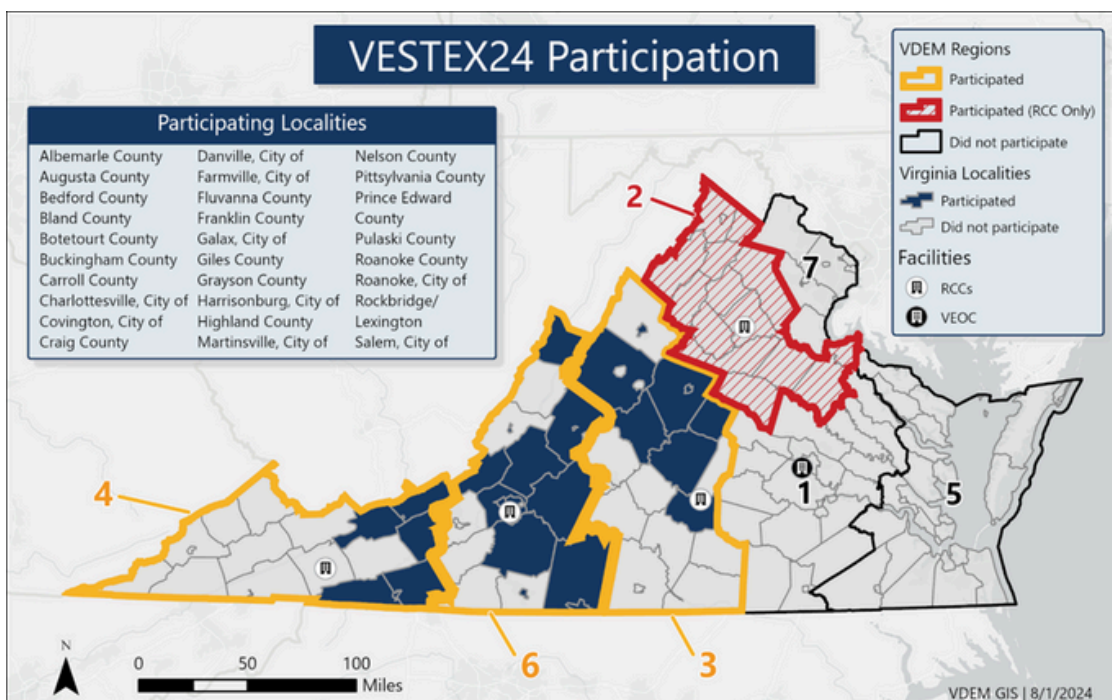 VESTEX24 Participation
Participating Localities
Albemarle County
Augusta County
Bedford County
Bland County
Botetourt County
Buckingham County
Carroll County
Charlottesville, City of
Covington, City of
Craig County
Danville, City of
Farmville, City of
Fluvanna County
Franklin County
Galax, City of
Giles County
Grayson County
Harrisonburg, City of
Highland County
Martinsville, City of
Nelson County
Pittsylvania County
Prince Edward
County
Pulaski County
Roanoke County
Roanoke, City of
Rockbridge/
Lexington
Salem, City of
VDEM Regions
Participated
Participated (RCC Only)
Did not participate
Virginia Localities
Participated
Did not participate
Facilities
RCCs
VEOC
2
7
4
1
5
6
3
N
0 50 100
Miles
VDEM GIS | 8/1/2024